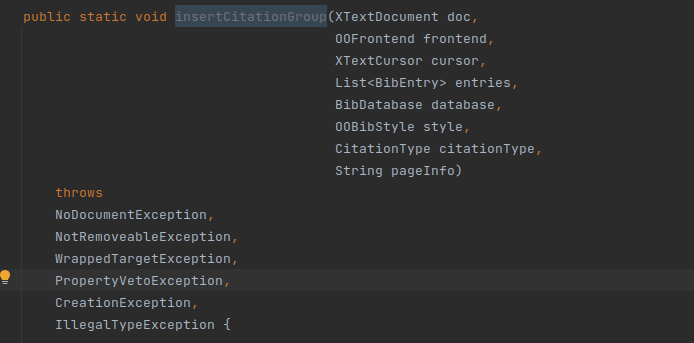 public static void insertCitationGroup(XTextDocument doc,
OOFrontend frontend,
XTextCursor cursor,
List<BibEntry> entries,
BibDatabase database,
OOBibStyle style,
CitationType citationType,
String pageInfo)
throws
NoDocumentException,
NotRemoveableException,
WrappedTargetException,
PropertyVetoException,
CreationException,
IllegalTypeException {